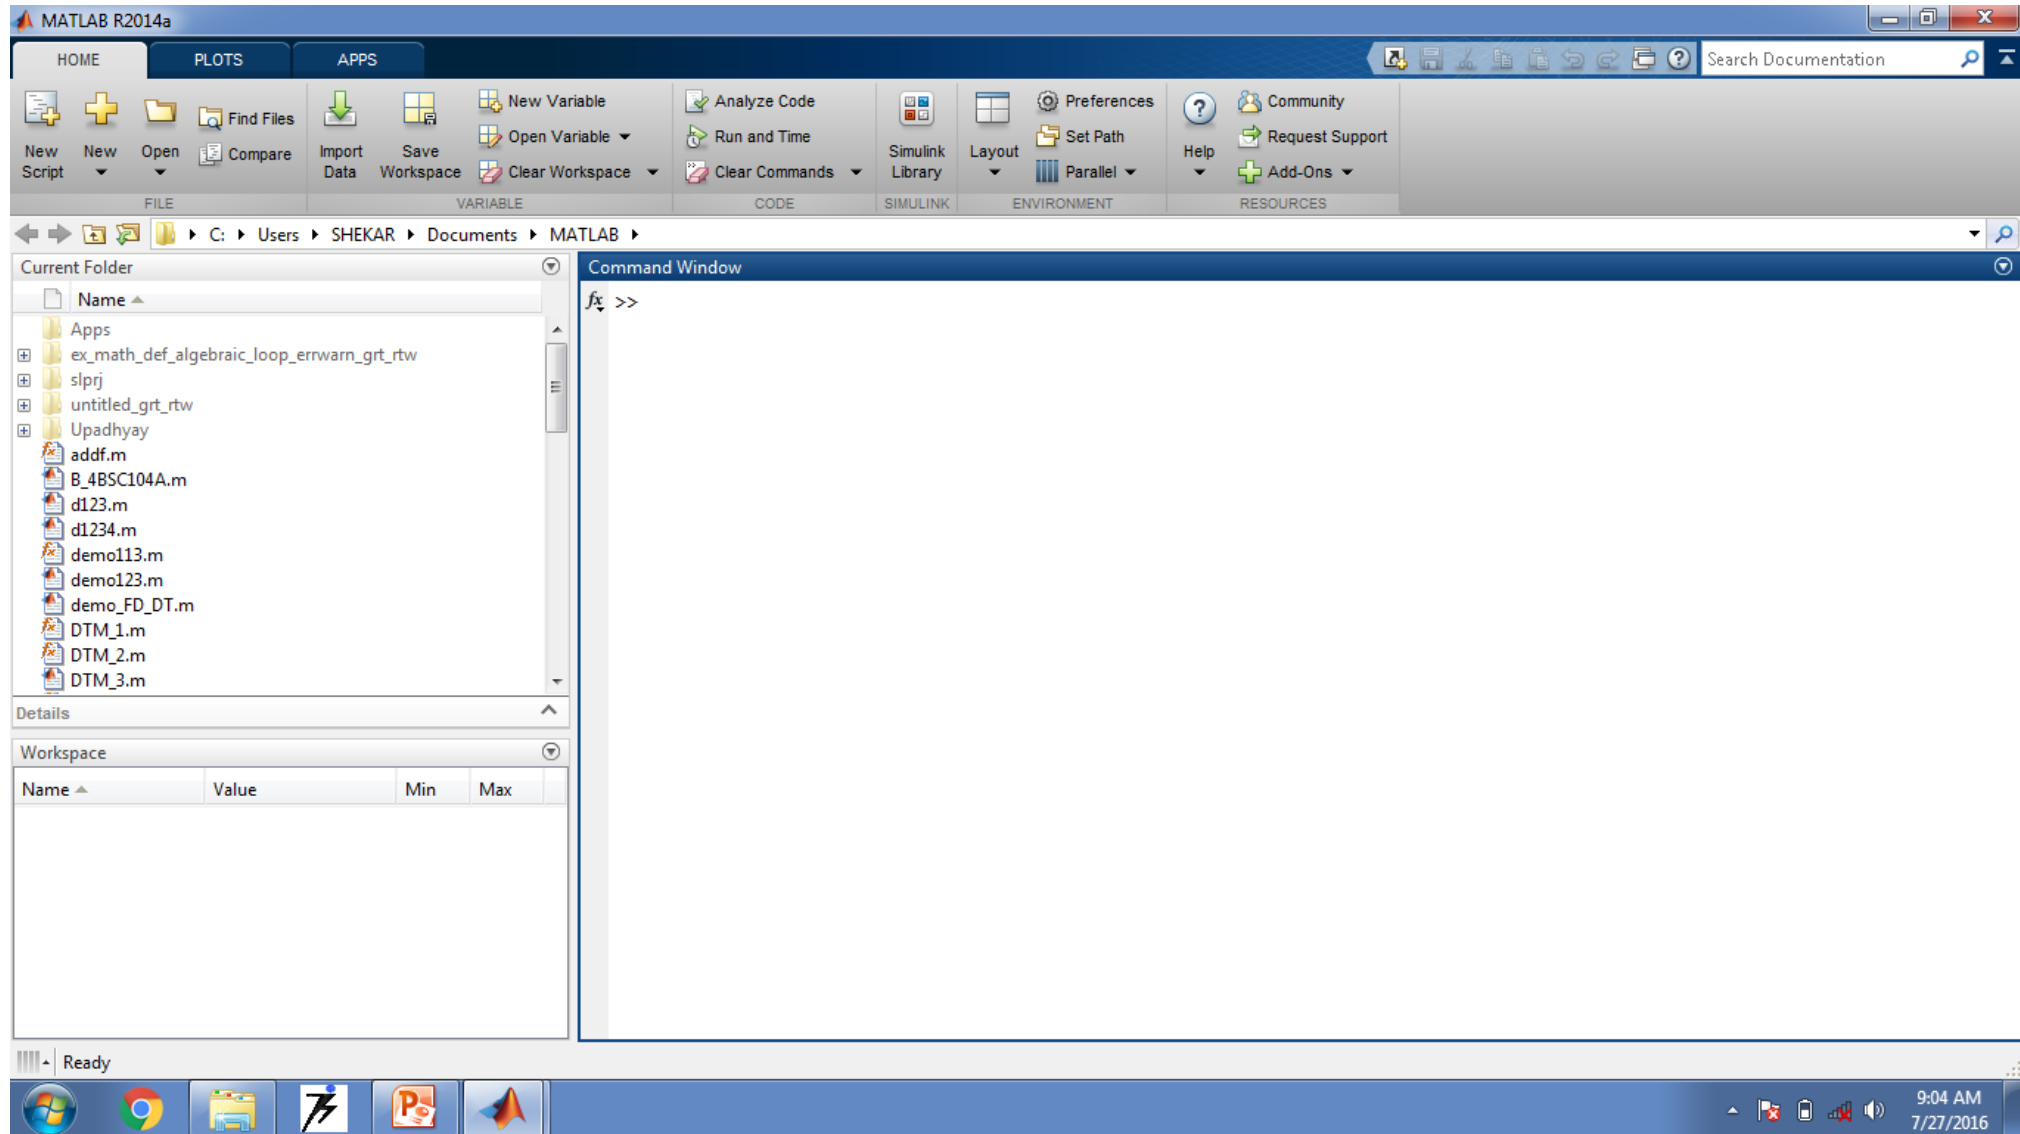 MATLAB R2014a
HOME PLOTS APPS Search Documentation
New Script New Open Find Files Compare
Import Data Save Workspace New Variable Open Variable Clear Workspace
Analyze Code Run and Time Clear Commands
Simulink Library Layout Preferences Set Path Parallel
Help Community Request Support Add-Ons
FILE VARIABLE CODE SIMULINK ENVIRONMENT RESOURCES
C: Users SHEKAR Documents MATLAB
Current Folder
Name
Apps
ex_math_def_algebraic_loop_errwarn_grt_rtw
slprj
untitled_grt_rtw
Upadhyay
addf.m
B_4BSC104A.m
d123.m
d1234.m
demo113.m
demo123.m
demo_FD_DT.m
DTM_1.m
DTM_2.m
DTM_3.m
Details
Workspace
Name Value Min Max
Command Window
fx >>
Ready
9:04 AM
7/27/2016